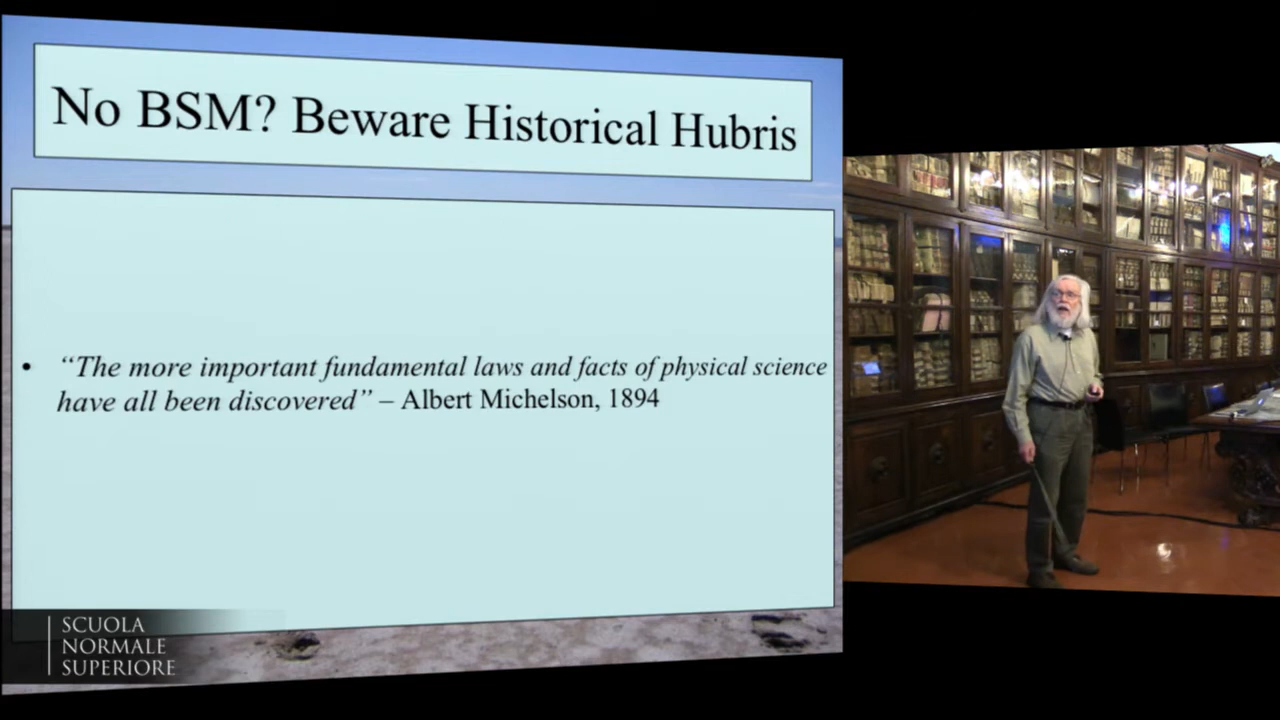 No BSM? Beware Historical Hubris
• “The more important fundamental laws and facts of physical science
have all been discovered” – Albert Michelson, 1894
SCUOLA
NORMALE
SUPERIORE